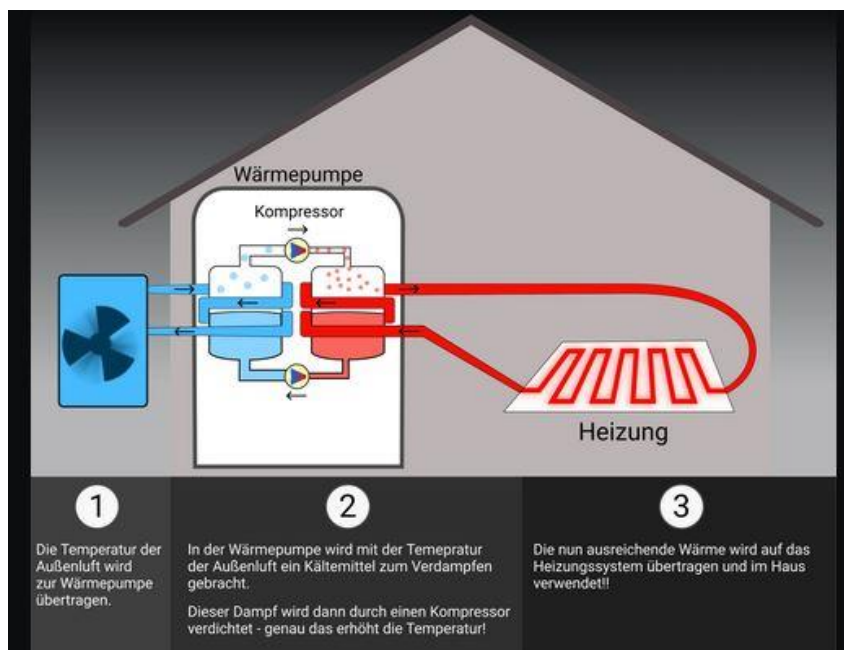 Wärmepumpe
Kompressor
Heizung
1
Die Temperatur der
Außenluft wird
zur Wärmepumpe
übertragen.
2
In der Wärmepumpe wird mit der Temepratur
der Außenluft ein Kältemittel zum Verdampfen
gebracht.
Dieser Dampf wird dann durch einen Kompressor
verdichtet - genau das erhöht die Temperatur!
3
Die nun ausreichende Wärme wird auf das
Heizungssystem übertragen und im Haus
verwendet!!